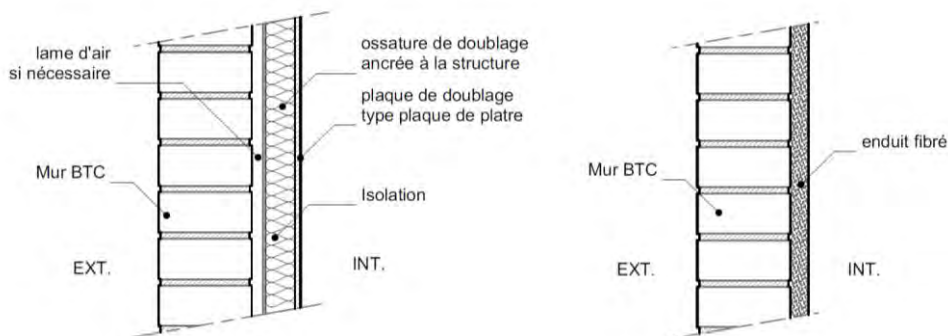 lame d'air
si nécessaire
ossature de doublage
ancrée à la structure
plaque de doublage
type plaque de platre
Mur BTC
Isolation
EXT.
INT.
Mur BTC
enduit fibré
EXT.
INT.